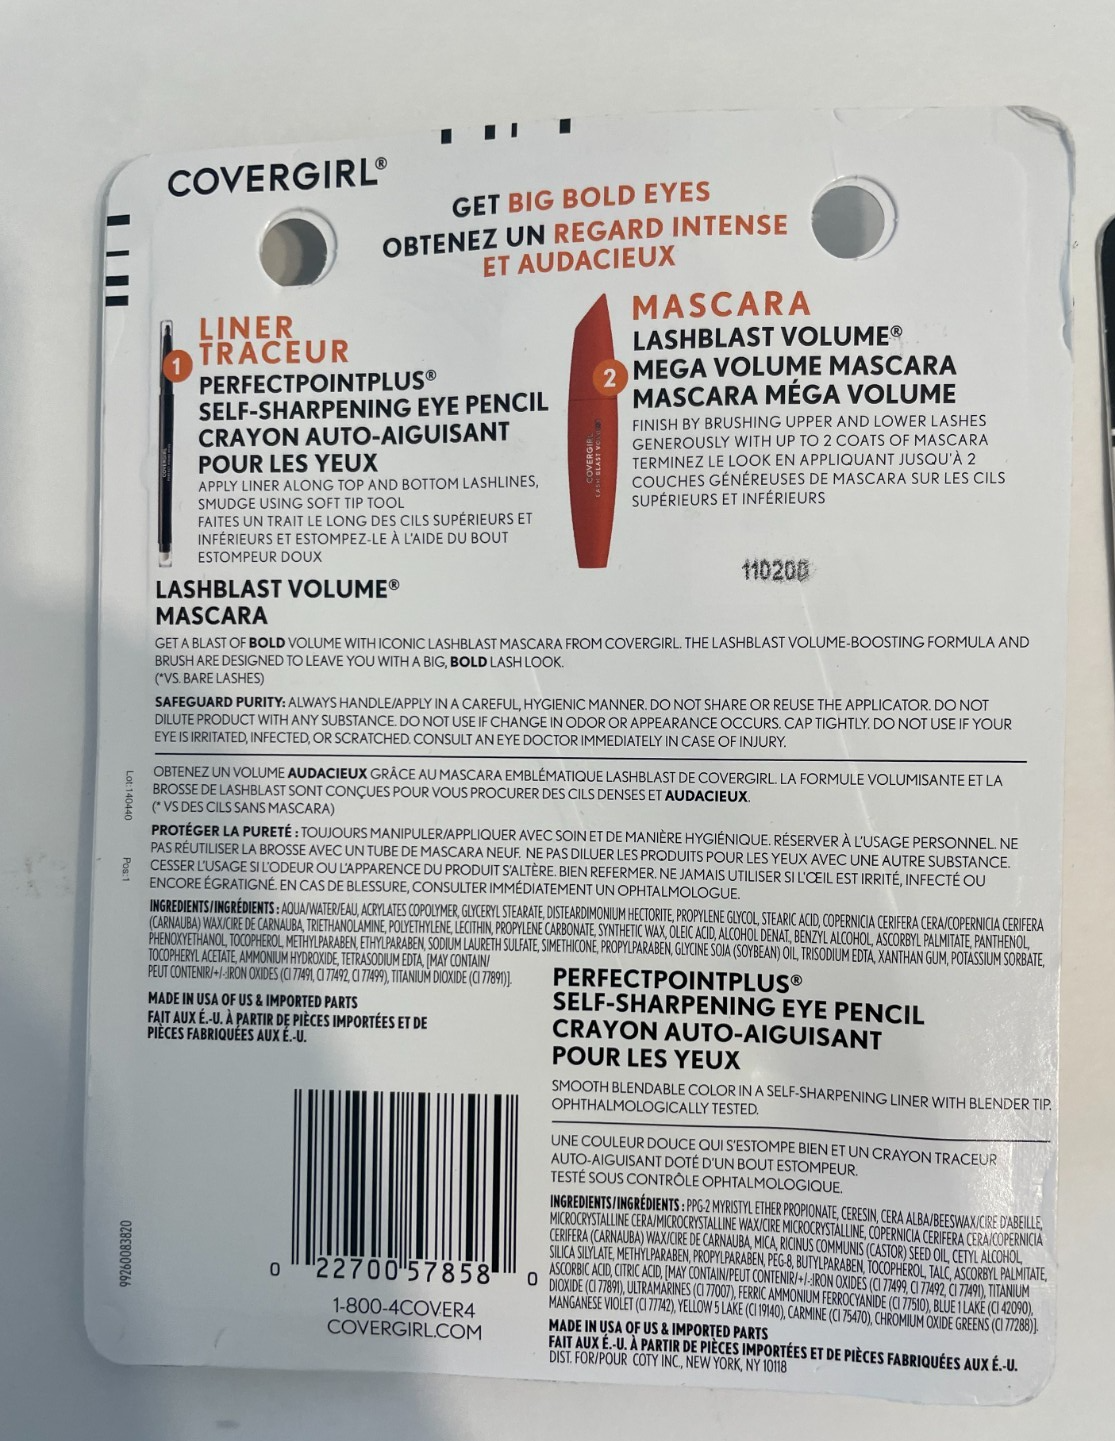 COVERGIRL®
GET BIG BOLD EYES
OBTENEZ UN REGARD INTENSE
ET AUDACIEUX
1
LINER
TRACEUR
PERFECTPOINTPLUS®
SELF-SHARPENING EYE PENCIL
CRAYON AUTO-AIGUISANT
POUR LES YEUX
APPLY LINER ALONG TOP AND BOTTOM LASHLINES,
SMUDGE USING SOFT TIP TOOL
FAITES UN TRAIT LE LONG DES CILS SUPÉRIEURS ET
INFÉRIEURS ET ESTOMPEZ-LE À L'AIDE DU BOUT
ESTOMPEUR DOUX
2
COVERGIRL
MASCARA
LASHBLAST VOLUME®
MEGA VOLUME MASCARA
MASCARA MÉGA VOLUME
FINISH BY BRUSHING UPPER AND LOWER LASHES
GENEROUSLY WITH UP TO 2 COATS OF MASCARA
TERMINEZ LE LOOK EN APPLIQUANT JUSQU'À 2
COUCHES GÉNÉREUSES DE MASCARA SUR LES CILS
SUPÉRIEURS ET INFÉRIEURS
LASHBLAST VOLUME®
MASCARA
GET A BLAST OF BOLD VOLUME WITH ICONIC LASHBLAST MASCARA FROM COVERGIRL. THE LASHBLAST VOLUME-BOOSTING FORMULA AND
BRUSH ARE DESIGNED TO LEAVE YOU WITH A BIG, BOLD LASH LOOK.
(*VS. BARE LASHES)
SAFEGUARD PURITY: ALWAYS HANDLE/APPLY IN A CAREFUL, HYGIENIC MANNER. DO NOT SHARE OR REUSE THE APPLICATOR. DO NOT
DILUTE PRODUCT WITH ANY SUBSTANCE. DO NOT USE IF CHANGE IN ODOR OR APPEARANCE OCCURS. CAP TIGHTLY. DO NOT USE IF YOUR
EYE IS IRRITATED, INFECTED, OR SCRATCHED. CONSULT AN EYE DOCTOR IMMEDIATELY IN CASE OF INJURY.
OBTENEZ UN VOLUME AUDACIEUX GRÂCE AU MASCARA EMBLÉMATIQUE LASHBLAST DE COVERGIRL. LA FORMULE VOLUMISANTE ET LA
BROSSE DE LASHBLAST SONT CONÇUES POUR VOUS PROCURER DES CILS DENSES ET AUDACIEUX.
(* VS DES CILS SANS MASCARA)
PROTÉGER LA PURETÉ : TOUJOURS MANIPULER/APPLIQUER AVEC SOIN ET DE MANIÈRE HYGIÉNIQUE. RÉSERVER À L'USAGE PERSONNEL. NE
PAS RÉUTILISER LA BROSSE AVEC UN TUBE DE MASCARA NEUF. NE PAS DILUER LES PRODUITS POUR LES YEUX AVEC UNE AUTRE SUBSTANCE.
CESSER L'USAGE SI L'ODEUR OU L'APPARENCE DU PRODUIT S'ALTÈRE. BIEN REFERMER. NE JAMAIS UTILISER SI L'ŒIL EST IRRITÉ, INFECTÉ OU
ENCORE ÉGRATIGNÉ. EN CAS DE BLESSURE, CONSULTER IMMÉDIATEMENT UN OPHTALMOLOGUE.
Lot:140440 Pos:1
INGREDIENTS/INGRÉDIENTS : AQUA/WATER/EAU, ACRYLATES COPOLYMER, GLYCERYL STEARATE, DISTEARDIMONIUM HECTORITE, PROPYLENE GLYCOL, STEARIC ACID, COPERNICIA CERIFERA CERA/COPERNICIA CERIFERA
(CARNAUBA) WAX/CIRE DE CARNAUBA, TRIETHANOLAMINE, POLYETHYLENE, LECITHIN, PROPYLENE CARBONATE, SYNTHETIC WAX, OLEIC ACID, ALCOHOL DENAT., BENZYL ALCOHOL, ASCORBYL PALMITATE, PANTHENOL,
PHENOXYETHANOL, TOCOPHEROL, METHYLPARABEN, ETHYLPARABEN, SODIUM LAURETH SULFATE, SIMETHICONE, PROPYLPARABEN, GLYCINE SOJA (SOYBEAN) OIL, TRISODIUM EDTA, XANTHAN GUM, POTASSIUM SORBATE,
TOCOPHERYL ACETATE, AMMONIUM HYDROXIDE, TETRASODIUM EDTA, [MAY CONTAIN/
PEUT CONTENIR/+/-:IRON OXIDES (CI 77491, CI 77492, CI 77499), TITANIUM DIOXIDE (CI 77891)].
MADE IN USA OF US & IMPORTED PARTS
FAIT AUX É.-U. À PARTIR DE PIÈCES IMPORTÉES ET DE
PIÈCES FABRIQUÉES AUX É.-U.
PERFECTPOINTPLUS®
SELF-SHARPENING EYE PENCIL
CRAYON AUTO-AIGUISANT
POUR LES YEUX
SMOOTH BLENDABLE COLOR IN A SELF-SHARPENING LINER WITH BLENDER TIP.
OPHTHALMOLOGICALLY TESTED.
UNE COULEUR DOUCE QUI S'ESTOMPE BIEN ET UN CRAYON TRACEUR
AUTO-AIGUISANT DOTÉ D'UN BOUT ESTOMPEUR.
TESTÉ SOUS CONTRÔLE OPHTALMOLOGIQUE.
INGREDIENTS/INGRÉDIENTS : PPG-2 MYRISTYL ETHER PROPIONATE, CERESIN, CERA ALBA/BEESWAX/CIRE D'ABEILLE,
MICROCRYSTALLINE CERA/MICROCRYSTALLINE WAX/CIRE MICROCRYSTALLINE, COPERNICIA CERIFERA CERA/COPERNICIA
CERIFERA (CARNAUBA) WAX/CIRE DE CARNAUBA, MICA, RICINUS COMMUNIS (CASTOR) SEED OIL, CETYL ALCOHOL,
SILICA SILYLATE, METHYLPARABEN, PROPYLPARABEN, PEG-8, BUTYLPARABEN, TOCOPHEROL, TALC, ASCORBYL PALMITATE,
ASCORBIC ACID, CITRIC ACID, [MAY CONTAIN/PEUT CONTENIR/+/-:IRON OXIDES (CI 77499, CI 77492, CI 77491), TITANIUM
DIOXIDE (CI 77891), ULTRAMARINES (CI 77007), FERRIC AMMONIUM FERROCYANIDE (CI 77510), BLUE 1 LAKE (CI 42090),
MANGANESE VIOLET (CI 77742), YELLOW 5 LAKE (CI 19140), CARMINE (CI 75470), CHROMIUM OXIDE GREENS (CI 77288)].
MADE IN USA OF US & IMPORTED PARTS
FAIT AUX É.-U. À PARTIR DE PIÈCES IMPORTÉES ET DE PIÈCES FABRIQUÉES AUX É.-U.
DIST. FOR/POUR COTY INC., NEW YORK, NY 10118
99260083820
0 22700 57858 0
1-800-4COVER4
COVERGIRL.COM